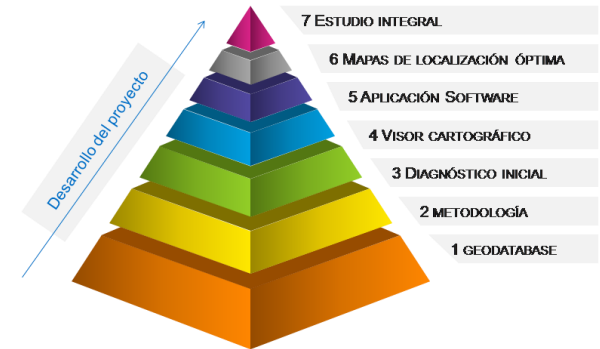 7 Estudio integral
6 Mapas de localización óptima
5 Aplicación Software
4 Visor cartográfico
3 Diagnóstico inicial
2 metodología
1 geodatabase
Desarrollo del proyecto